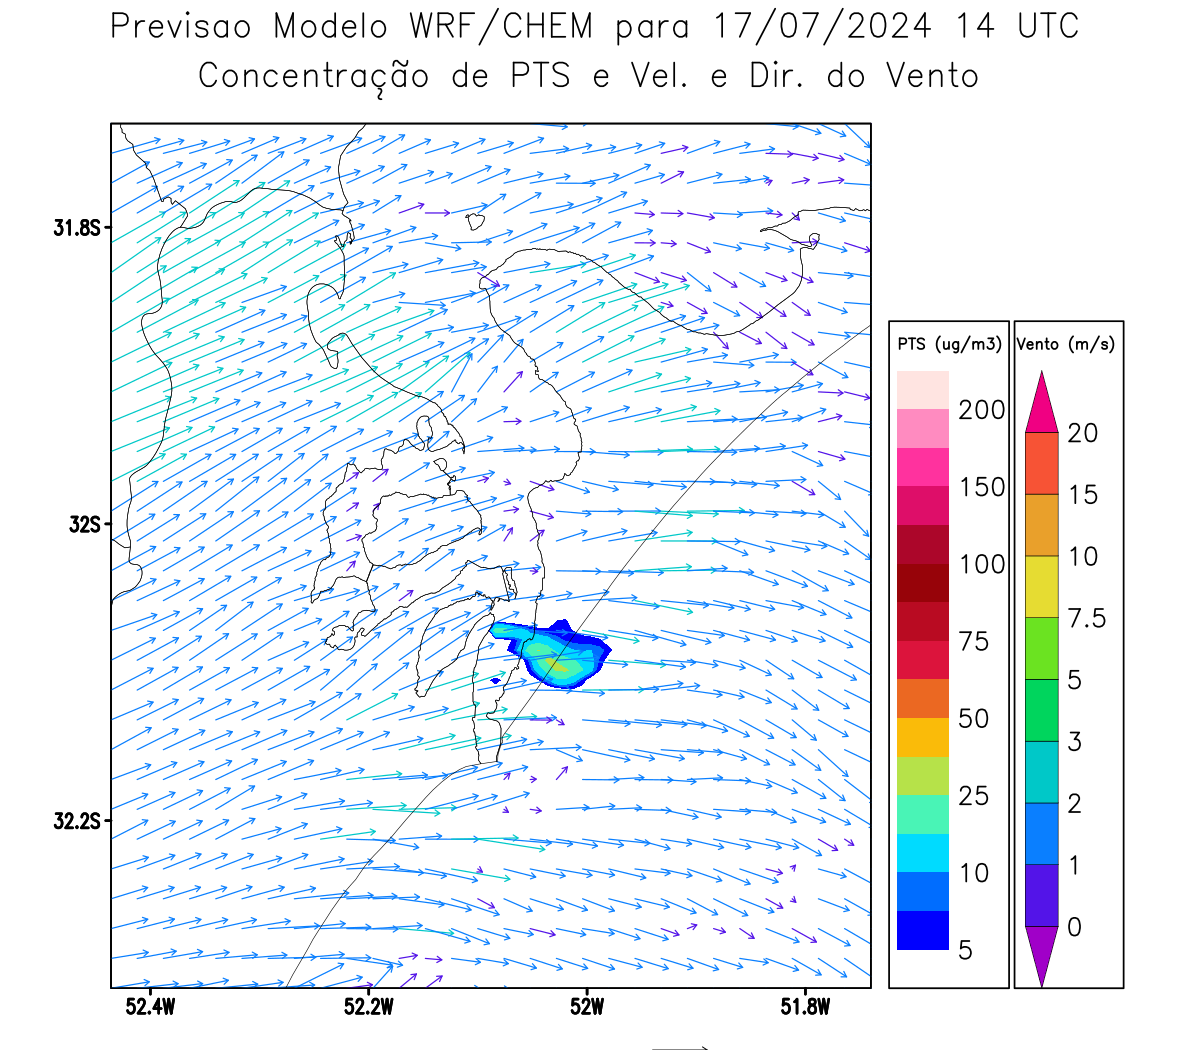 Previsao Modelo WRF/CHEM para 17/07/2024 14 UTC
Concentração de PTS e Vel. e Dir. do Vento
31.8S
32S
32.2S
52.4W 52.2W 52W 51.8W
PTS (ug/m3)
200
150
100
75
50
25
10
5
Vento (m/s)
20
15
10
7.5
5
3
2
1
0